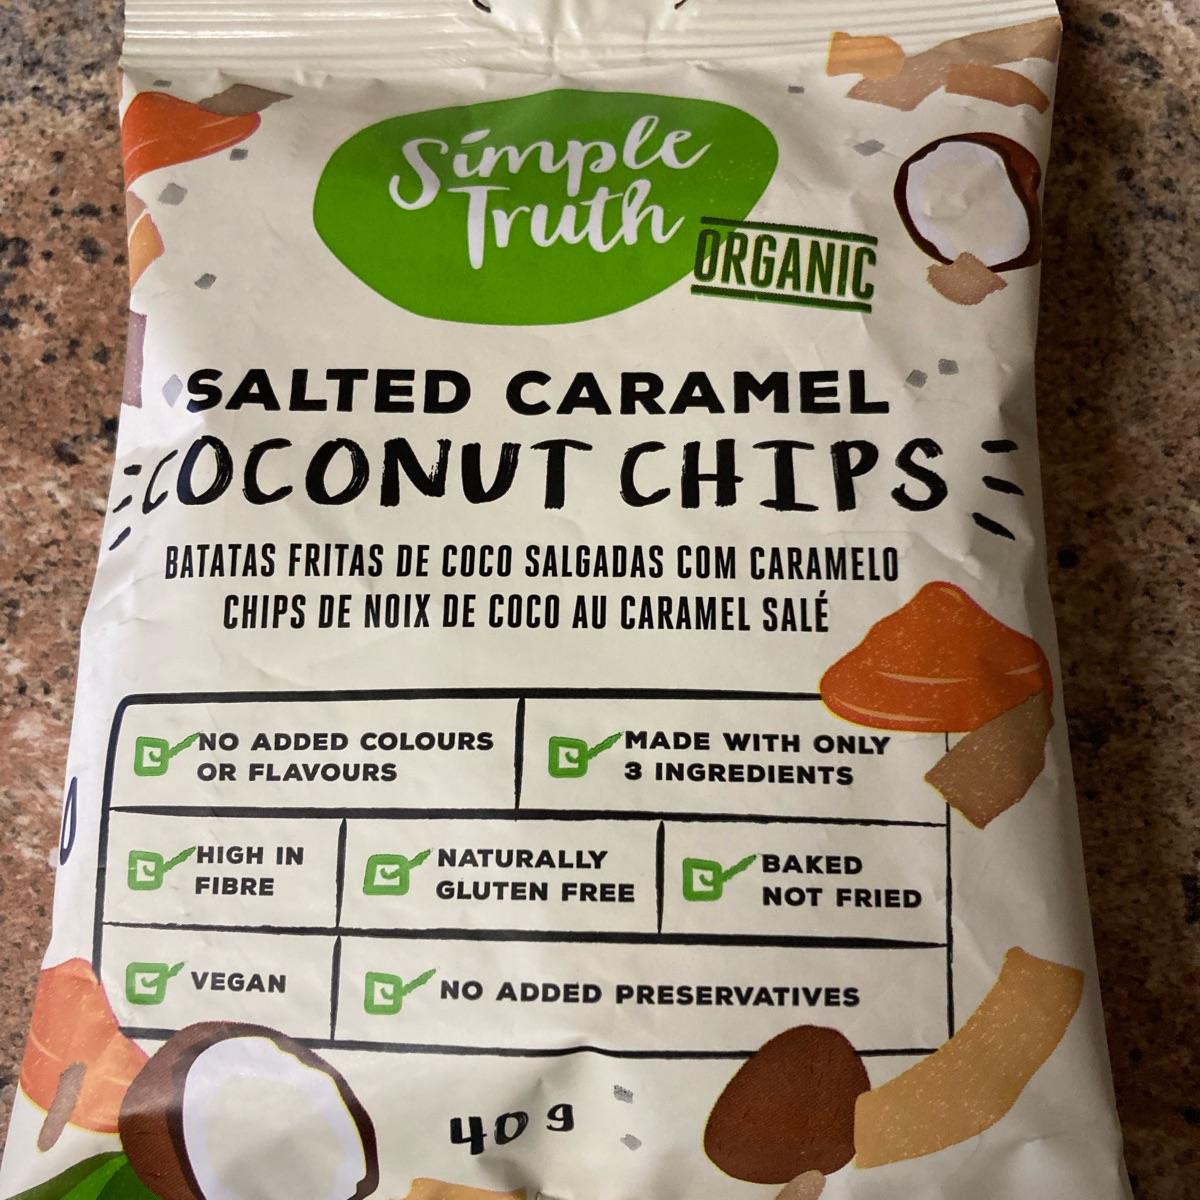 Simple
Truth
ORGANIC
SALTED CARAMEL
COCONUT CHIPS
BATATAS FRITAS DE COCO SALGADAS COM CARAMELO
CHIPS DE NOIX DE COCO AU CARAMEL SALÉ
NO ADDED COLOURS
OR FLAVOURS
MADE WITH ONLY
3 INGREDIENTS
HIGH IN
FIBRE
NATURALLY
GLUTEN FREE
BAKED
NOT FRIED
VEGAN
NO ADDED PRESERVATIVES
40 g